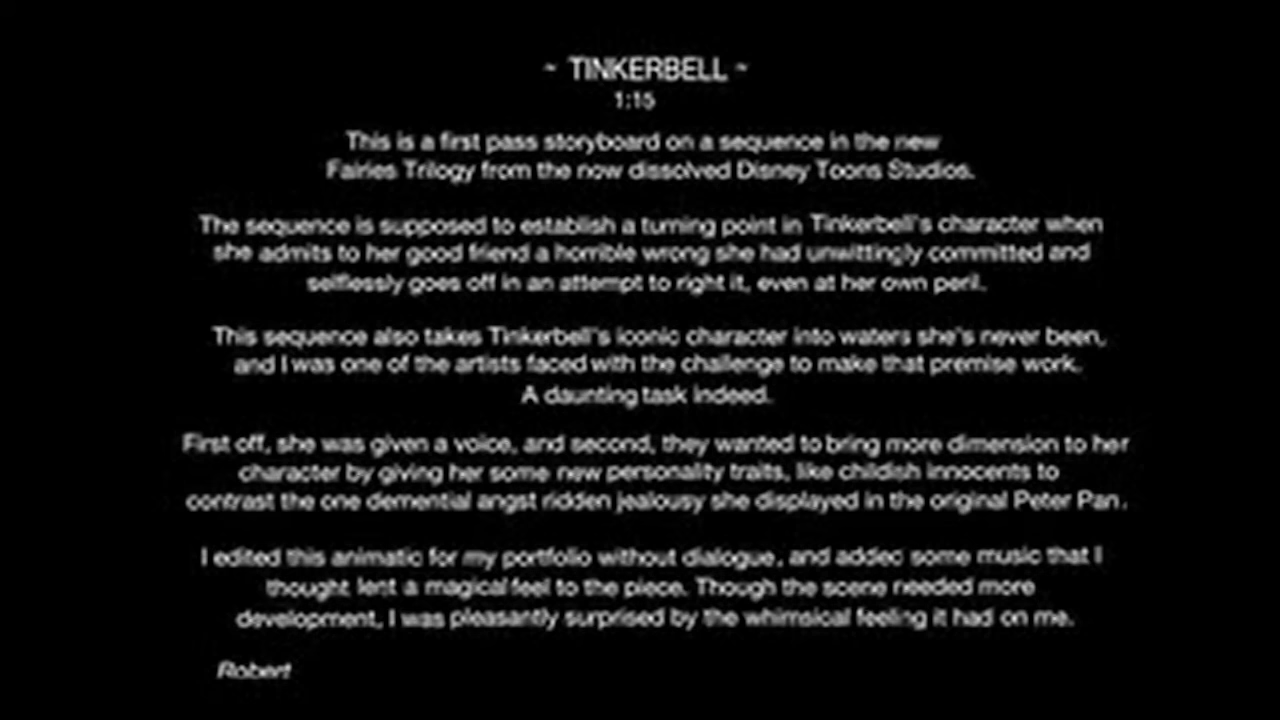 ~ TINKERBELL ~
1:15
This is a first pass storyboard on a sequence in the new
Fairies Trilogy from the now dissolved Disney Toons Studios.
The sequence is supposed to establish a turning point in Tinkerbell's character when
she admits to her good friend a horrible wrong she had unwittingly committed and
selflessly goes off in an attempt to right it, even at her own peril.
This sequence also takes Tinkerbell's iconic character into waters she's never been,
and I was one of the artists faced with the challenge to make that premise work.
A daunting task indeed.
First off, she was given a voice, and second, they wanted to bring more dimension to her
character by giving her some new personality traits, like childish innocents to
contrast the one demential angst ridden jealousy she displayed in the original Peter Pan.
I edited this animatic for my portfolio without dialogue, and added some music that I
thought lent a magical feel to the piece. Though the scene needed more
development, I was pleasantly surprised by the whimsical feeling it had on me.
Robert